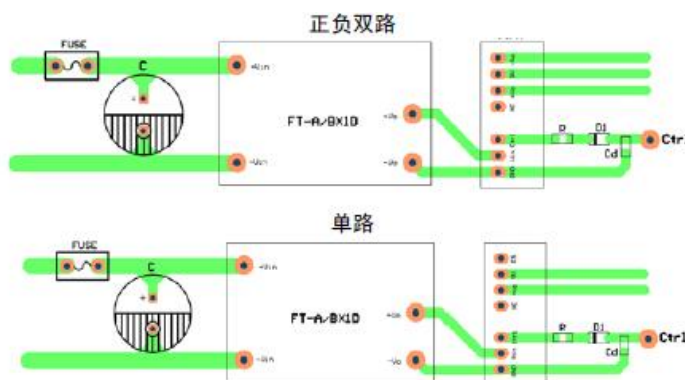 正负双路
FUSE
C
+Vin
+
FT-A/BX1D
+Vo
-Vin
-Vo
R
D1
Cd
Ctrl
单路
FUSE
C
+Vin
+
FT-A/BX1D
-Vin
-Vo
R
D1
Cd
Ctrl